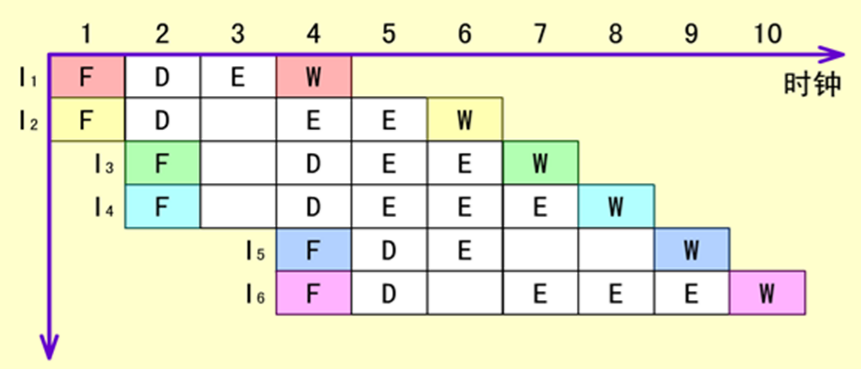 1 2 3 4 5 6 7 8 9 10
时钟
I₁ F D E W
I₂ F D E E W
I₃ F D E E W
I₄ F D E E E W
I₅ F D E W
I₆ F D E E E W